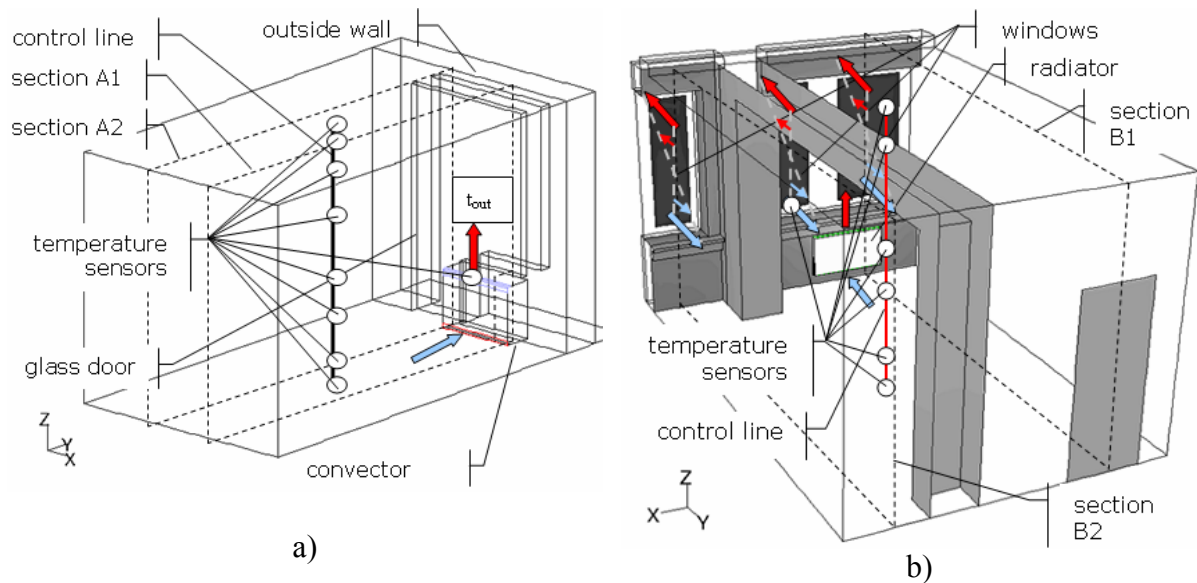 control line
outside wall
section A1
section A2
t_out
temperature
sensors
glass door
convector
Z
Y
X
a)
windows
radiator
section
B1
temperature
sensors
control line
Z
X
Y
section
B2
b)